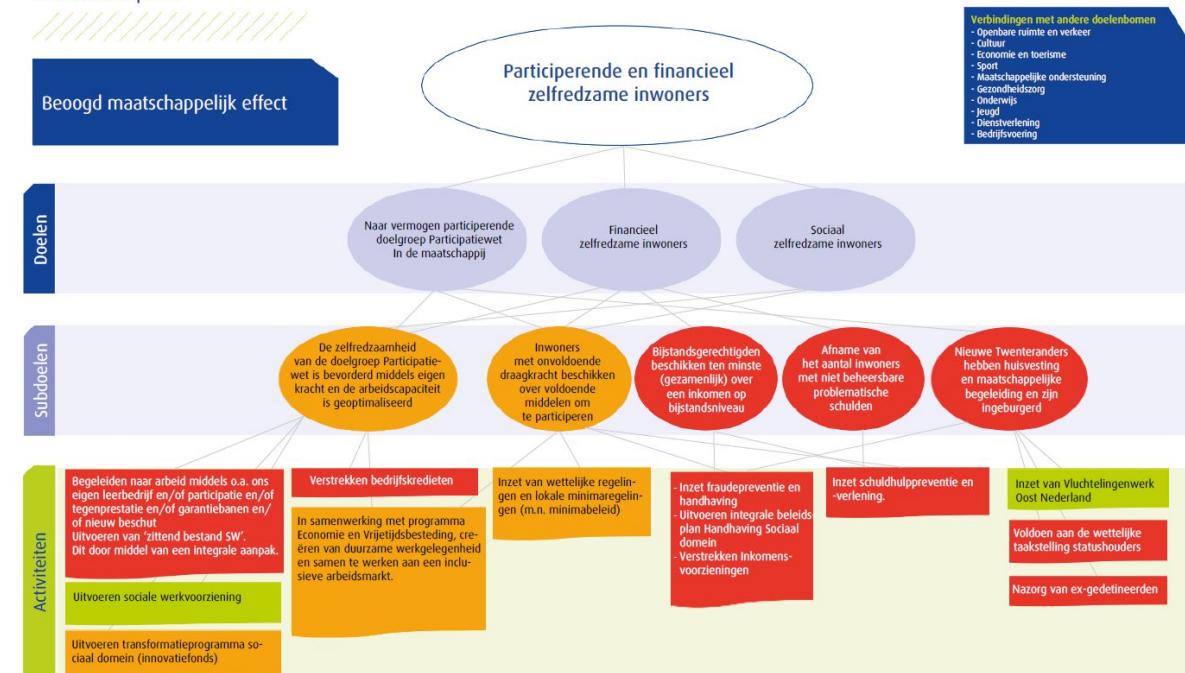 Beoogd maatschappelijk effect
Participerende en financieel
zelfredzame inwoners
Verbindingen met andere doelenbomen
- Openbare ruimte en verkeer
- Cultuur
- Economie en toerisme
- Sport
- Maatschappelijke ondersteuning
- Gezondheidszorg
- Onderwijs
- Jeugd
- Dienstverlening
- Bedrijfsvoering
Doelen
Naar vermogen participerende
doelgroep Participatiewet
In de maatschappij
Financieel
zelfredzame inwoners
Sociaal
zelfredzame inwoners
Subdoelen
De zelfredzaamheid
van de doelgroep Participatie-
wet is bevorderd middels eigen
kracht en de arbeidscapaciteit
is geoptimaliseerd
Inwoners
met onvoldoende
draagkracht beschikken
over voldoende
middelen om
te participeren
Bijstandsgerechtigden
beschikken ten minste
(gezamenlijk) over
een inkomen op
bijstandsniveau
Afname van
het aantal inwoners
met niet beheersbare
problematische
schulden
Nieuwe Twenteranders
hebben huisvesting
en maatschappelijke
begeleiding en zijn
ingeburgerd
Activiteiten
Begeleiden naar arbeid middels o.a. ons
eigen leerbedrijf en/of participatie en/of
tegenprestatie en/of garantiebanen en/
of nieuw beschut
Uitvoeren van ‘zittend bestand SW’.
Dit door middel van een integrale aanpak.
Uitvoeren sociale werkvoorziening
Uitvoeren transformatieprogramma so-
ciaal domein (innovatiefonds)
Verstrekken bedrijfskredieten
In samenwerking met programma
Economie en Vrijetijdsbesteding, cre-
ëren van duurzame werkgelegenheid
en samen te werken aan een inclu-
sieve arbeidsmarkt.
Inzet van wettelijke regelin-
gen en lokale minimaregelin-
gen (m.n. minimabeleid)
- Inzet fraudepreventie en
handhaving
- Uitvoeren integrale beleids-
plan Handhaving Sociaal
domein
- Verstrekken Inkomens-
voorzieningen
Inzet schuldhulppreventie en
-verlening.
Inzet van Vluchtelingenwerk
Oost Nederland
Voldoen aan de wettelijke
taakstelling statushouders
Nazorg van ex-gedetineerden